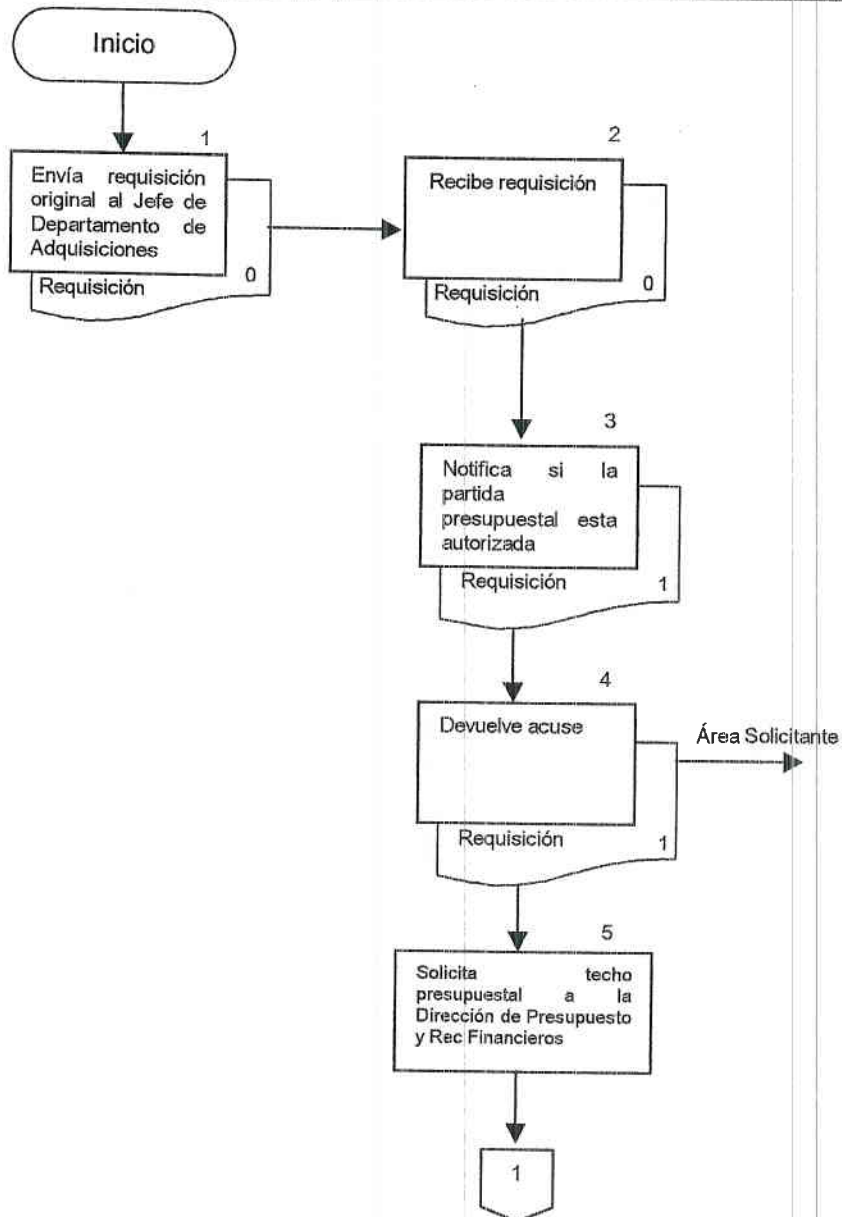 Inicio
1
Envía requisición
original al Jefe de
Departamento de
Adquisiciones
0
Requisición
2
Recibe requisición
0
Requisición
3
Notifica si la
partida
presupuestal esta
autorizada
Requisición
1
4
Devuelve acuse
Área Solicitante
Requisición
1
5
Solicita techo
presupuestal a la
Dirección de Presupuesto
y Rec Financieros
1